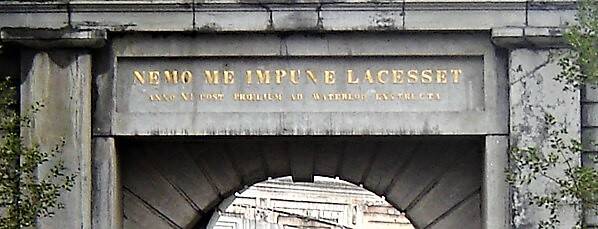 NEMO ME IMPUNE LACESSET
ANNO XI POST PROELIUM AD WATERLOO EXSTRUCTA